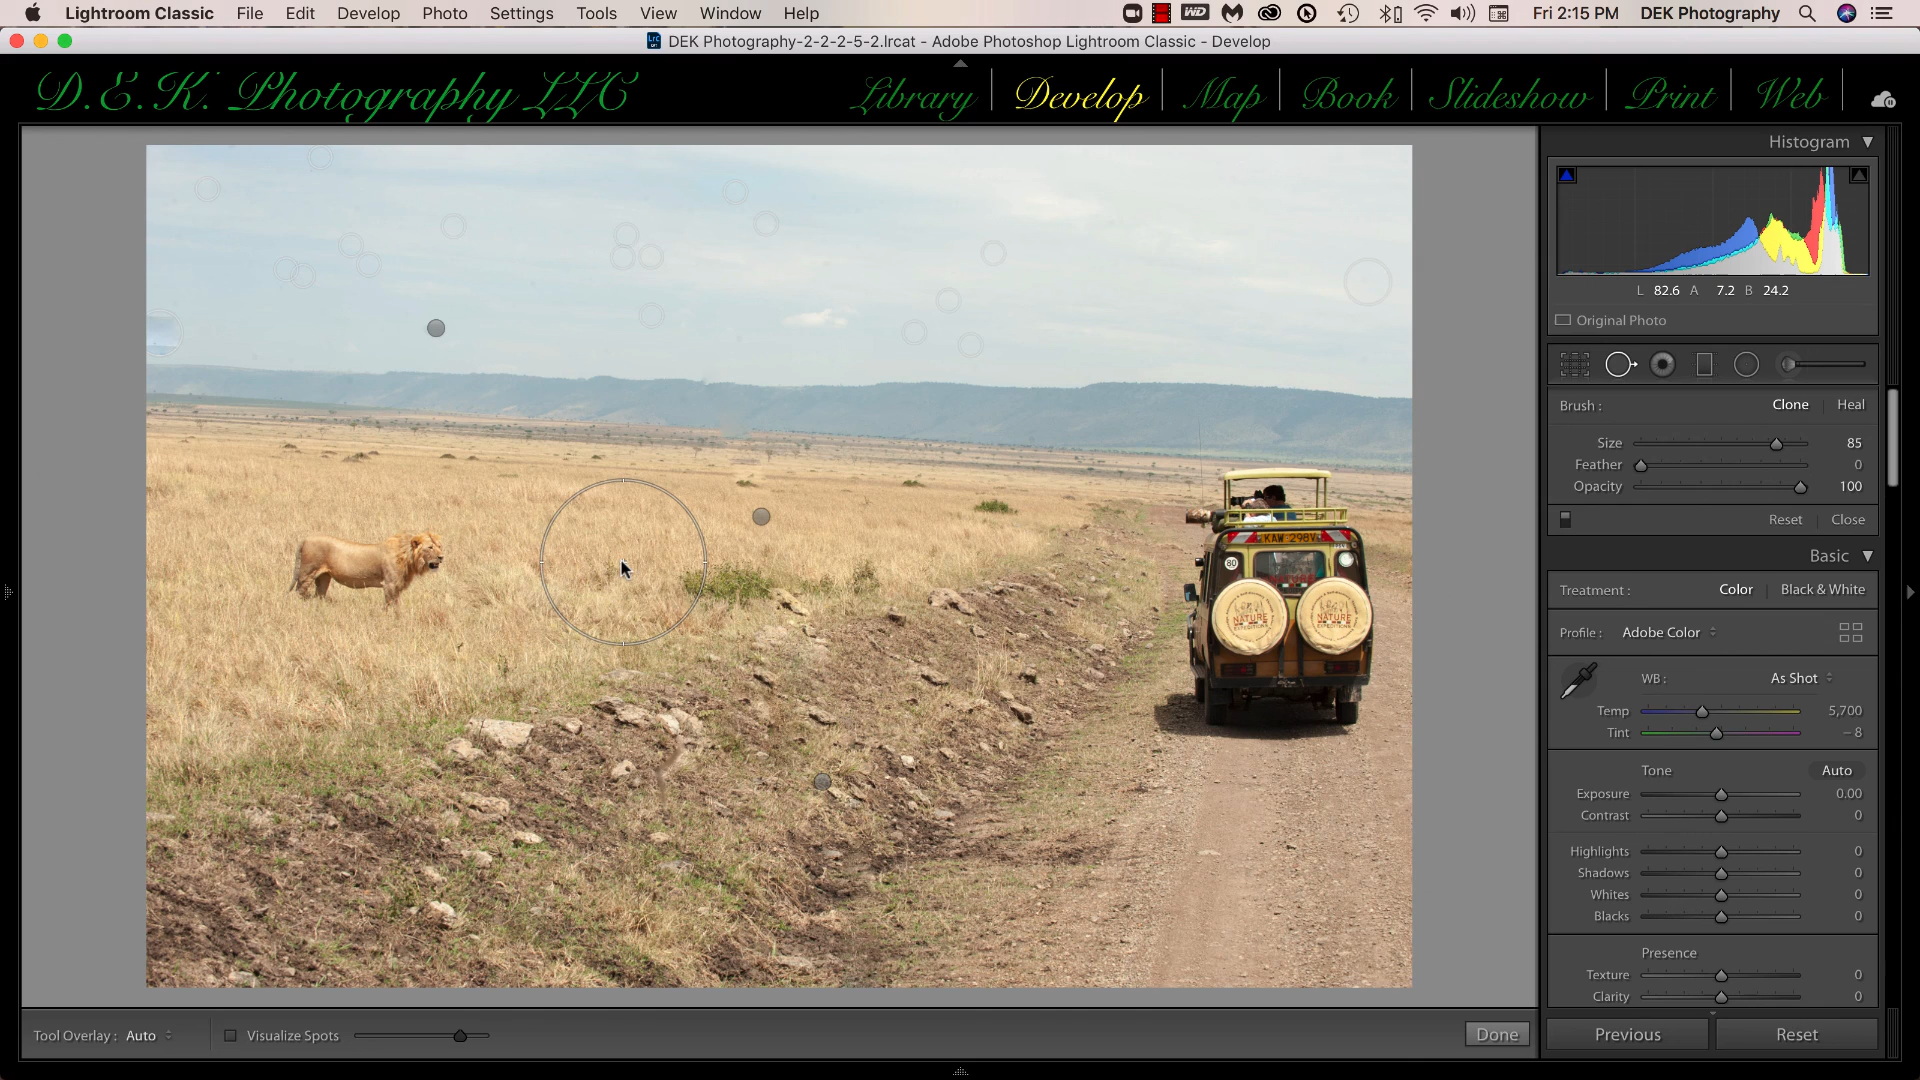 Lightroom Classic File Edit Develop Photo Settings Tools View Window Help WD Fri 2:15 PM DEK Photography
DEK Photography-2-2-2-5-2.lrcat - Adobe Photoshop Lightroom Classic - Develop
D.E.K. Photography LLC Library Develop Map Book Slideshow Print Web
Histogram
L 82.6 A 7.2 B 24.2
Original Photo
Brush : Clone Heal
Size 85
Feather 0
Opacity 100
Reset Close
Basic
Treatment : Color Black & White
Profile : Adobe Color
WB : As Shot
Temp 5,700
Tint – 8
Tone Auto
Exposure 0.00
Contrast 0
Highlights 0
Shadows 0
Whites 0
Blacks 0
Presence
Texture 0
Clarity 0
KAW 298V
80
NATURE NATURE
Tool Overlay : Auto Visualize Spots Done Previous Reset